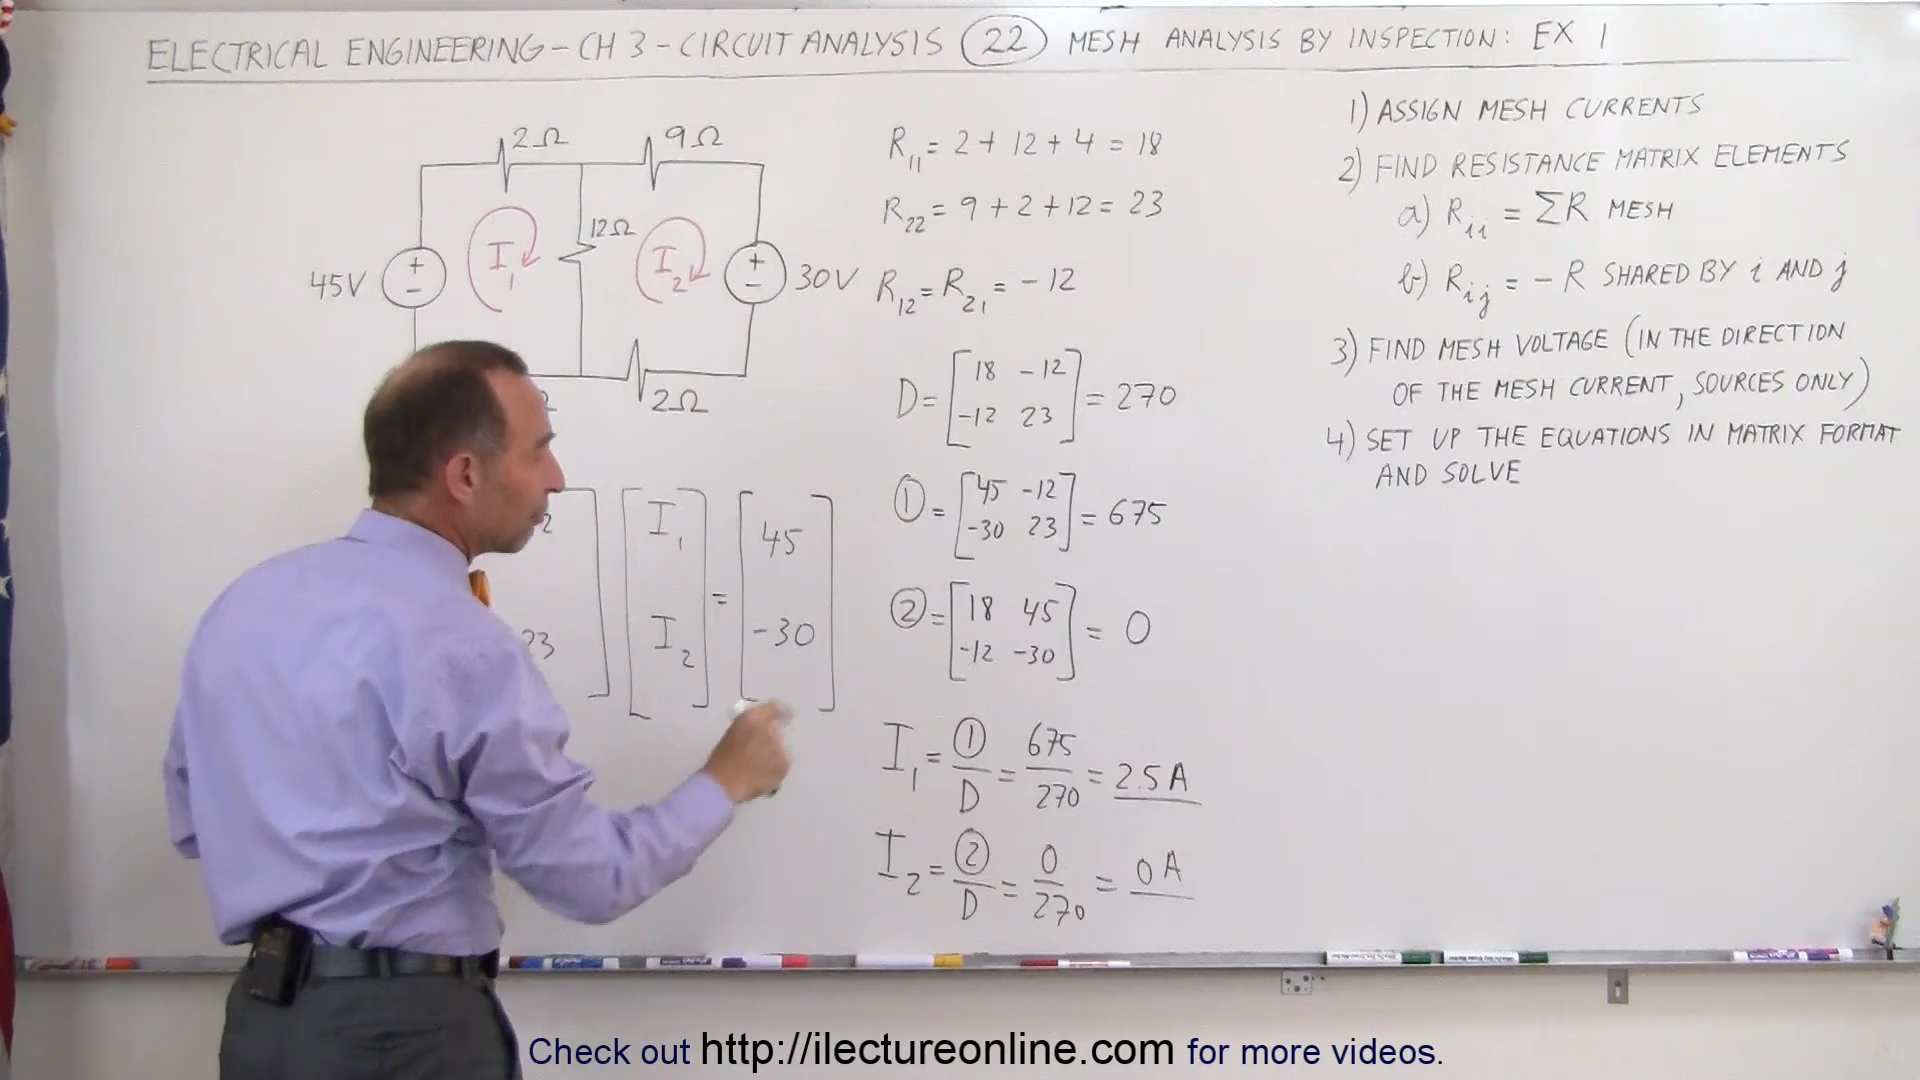 ELECTRICAL ENGINEERING - CH 3 - CIRCUIT ANALYSIS 22 MESH ANALYSIS BY INSPECTION: EX 1
2Ω 9Ω
12Ω
45V + - I₁ I₂ + - 30V
2Ω
2
23
I₁
I₂
=
45
-30
R₁₁ = 2 + 12 + 4 = 18
R₂₂ = 9 + 2 + 12 = 23
R₁₂ = R₂₁ = -12
D = [18 -12
-12 23] = 270
① = [45 -12
-30 23] = 675
② = [18 45
-12 -30] = 0
I₁ = ①/D = 675/270 = 2.5 A
I₂ = ②/D = 0/270 = 0 A
1) ASSIGN MESH CURRENTS
2) FIND RESISTANCE MATRIX ELEMENTS
a) Rᵢᵢ = ΣR MESH
b) Rᵢⱼ = - R SHARED BY i AND j
3) FIND MESH VOLTAGE (IN THE DIRECTION
OF THE MESH CURRENT, SOURCES ONLY)
4) SET UP THE EQUATIONS IN MATRIX FORMAT
AND SOLVE
Check out http://ilectureonline.com for more videos.